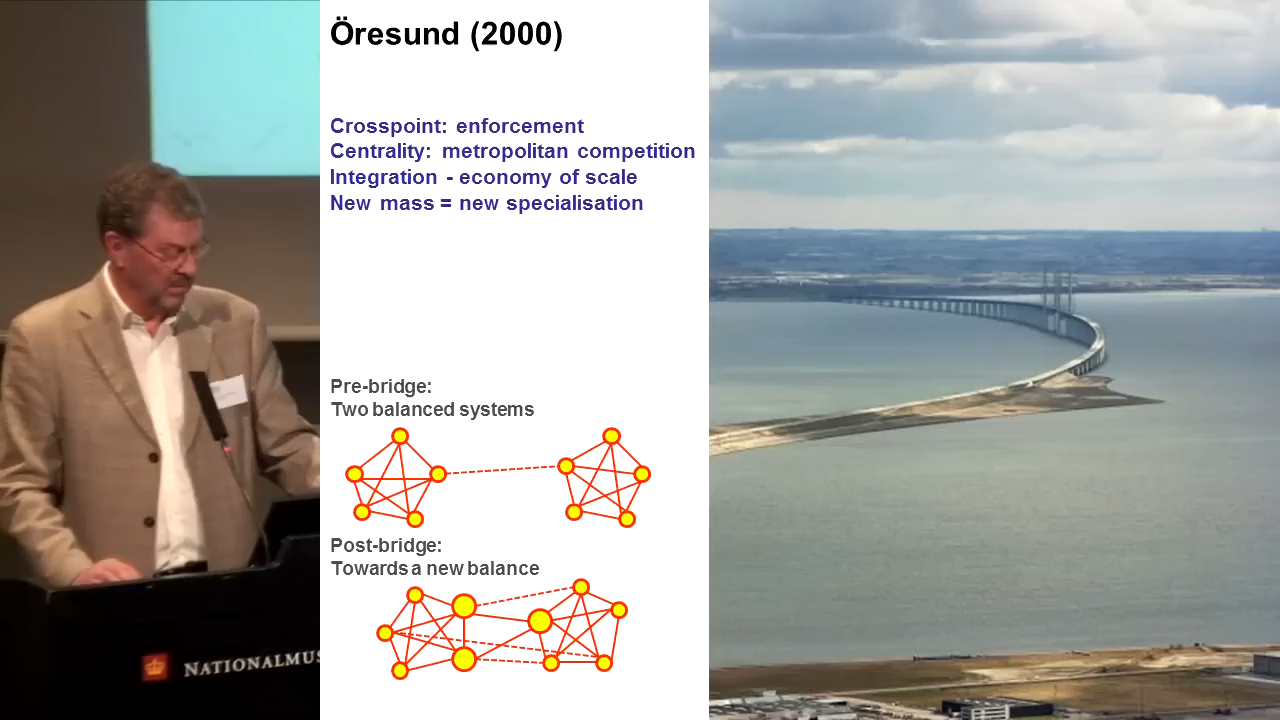 Öresund (2000)
Crosspoint: enforcement
Centrality: metropolitan competition
Integration - economy of scale
New mass = new specialisation
Pre-bridge:
Two balanced systems
Post-bridge:
Towards a new balance
NATIONALMUS